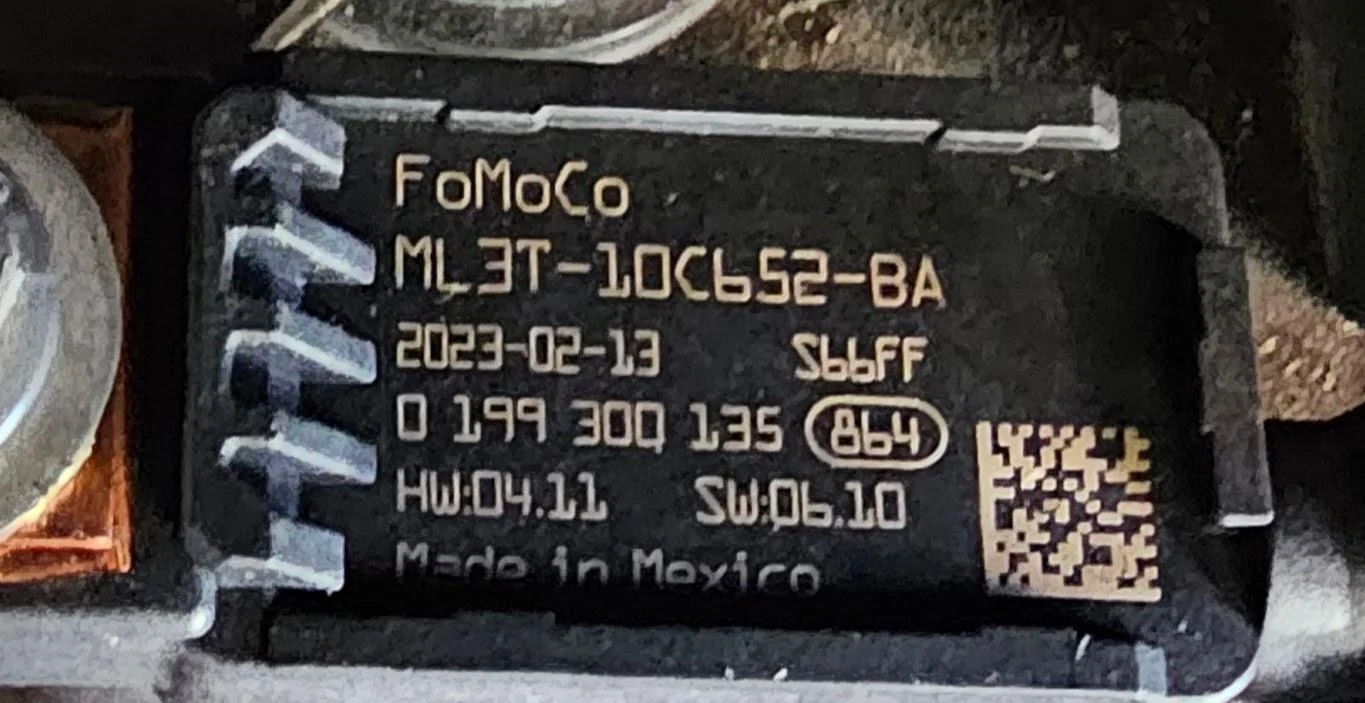 FoMoCo
ML3T-10C652-BA
2023-02-13 S66FF
0 199 300 135 864
HW:04.11 SW:06.10
Made in Mexico